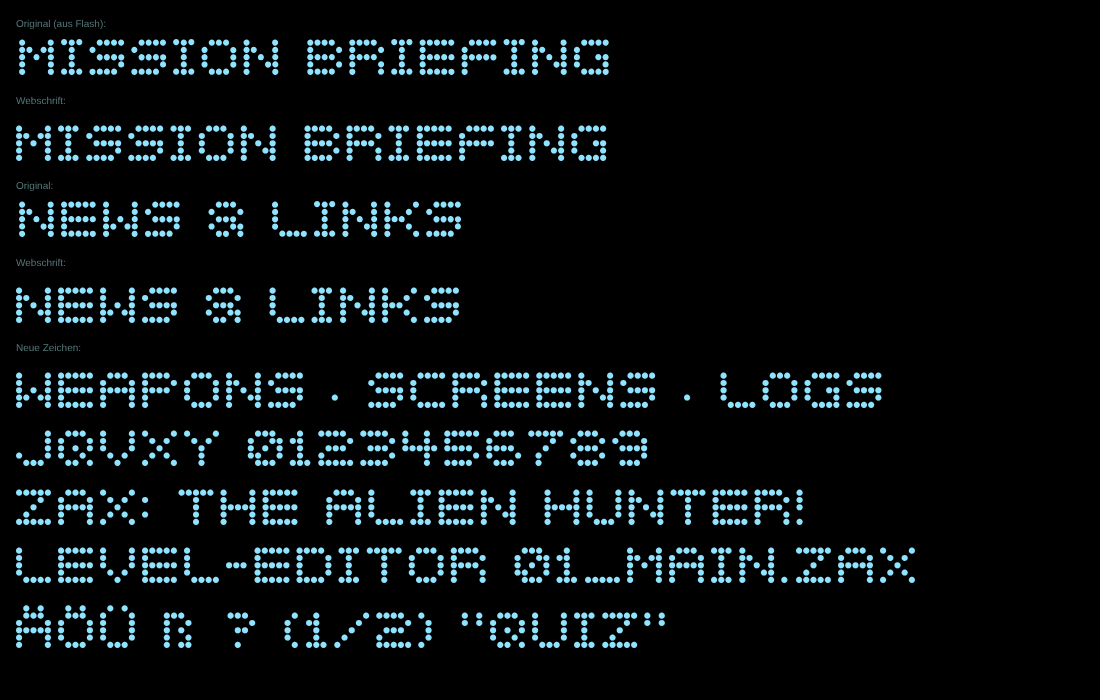 Original (aus Flash):
MISSION BRIEFING
Webschrift:
MISSION BRIEFING
Original:
NEWS & LINKS
Webschrift:
NEWS & LINKS
Neue Zeichen:
WEAPONS . SCREENS . LOGS
JQVXY 0123456789
ZAX: THE ALIEN HUNTER!
LEVEL-EDITOR 01_MAIN.ZAX
ÄÖÜ ß ? (1/2) "QUIZ"